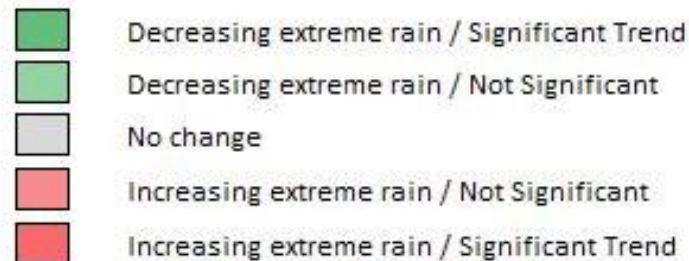 Decreasing extreme rain / Significant Trend
Decreasing extreme rain / Not Significant
No change
Increasing extreme rain / Not Significant
Increasing extreme rain / Significant Trend